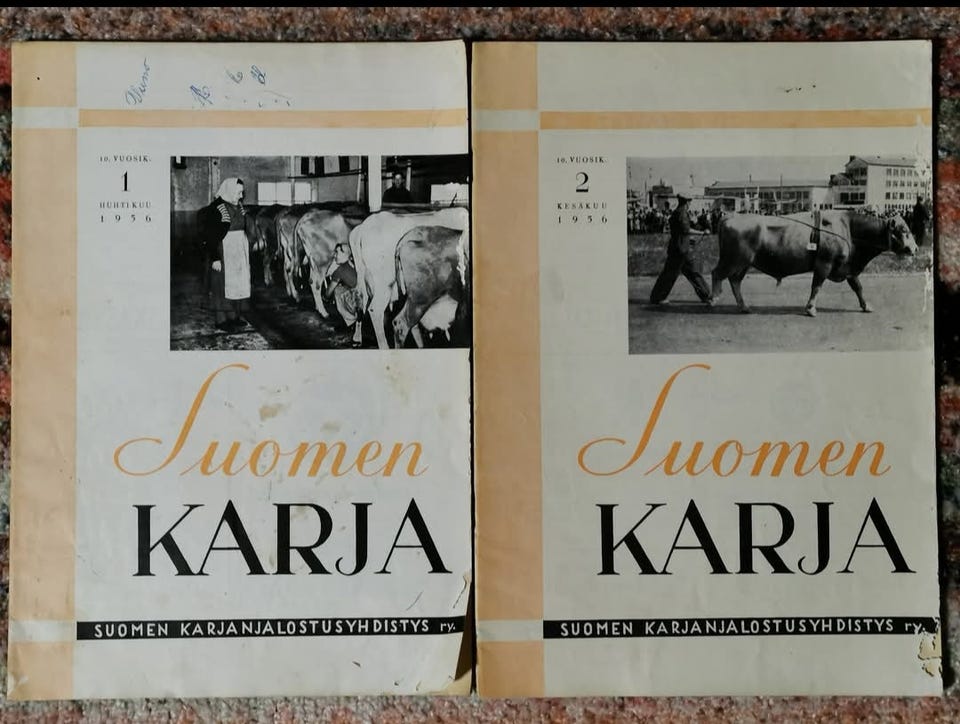 10. VUOSIK.
1
HUHTIKUU
1956
Suomen
KARJA
SUOMEN KARJANJALOSTUSYHDISTYS ry.
10. VUOSIK.
2
KESÄKUU
1956
Suomen
KARJA
SUOMEN KARJANJALOSTUSYHDISTYS ry.